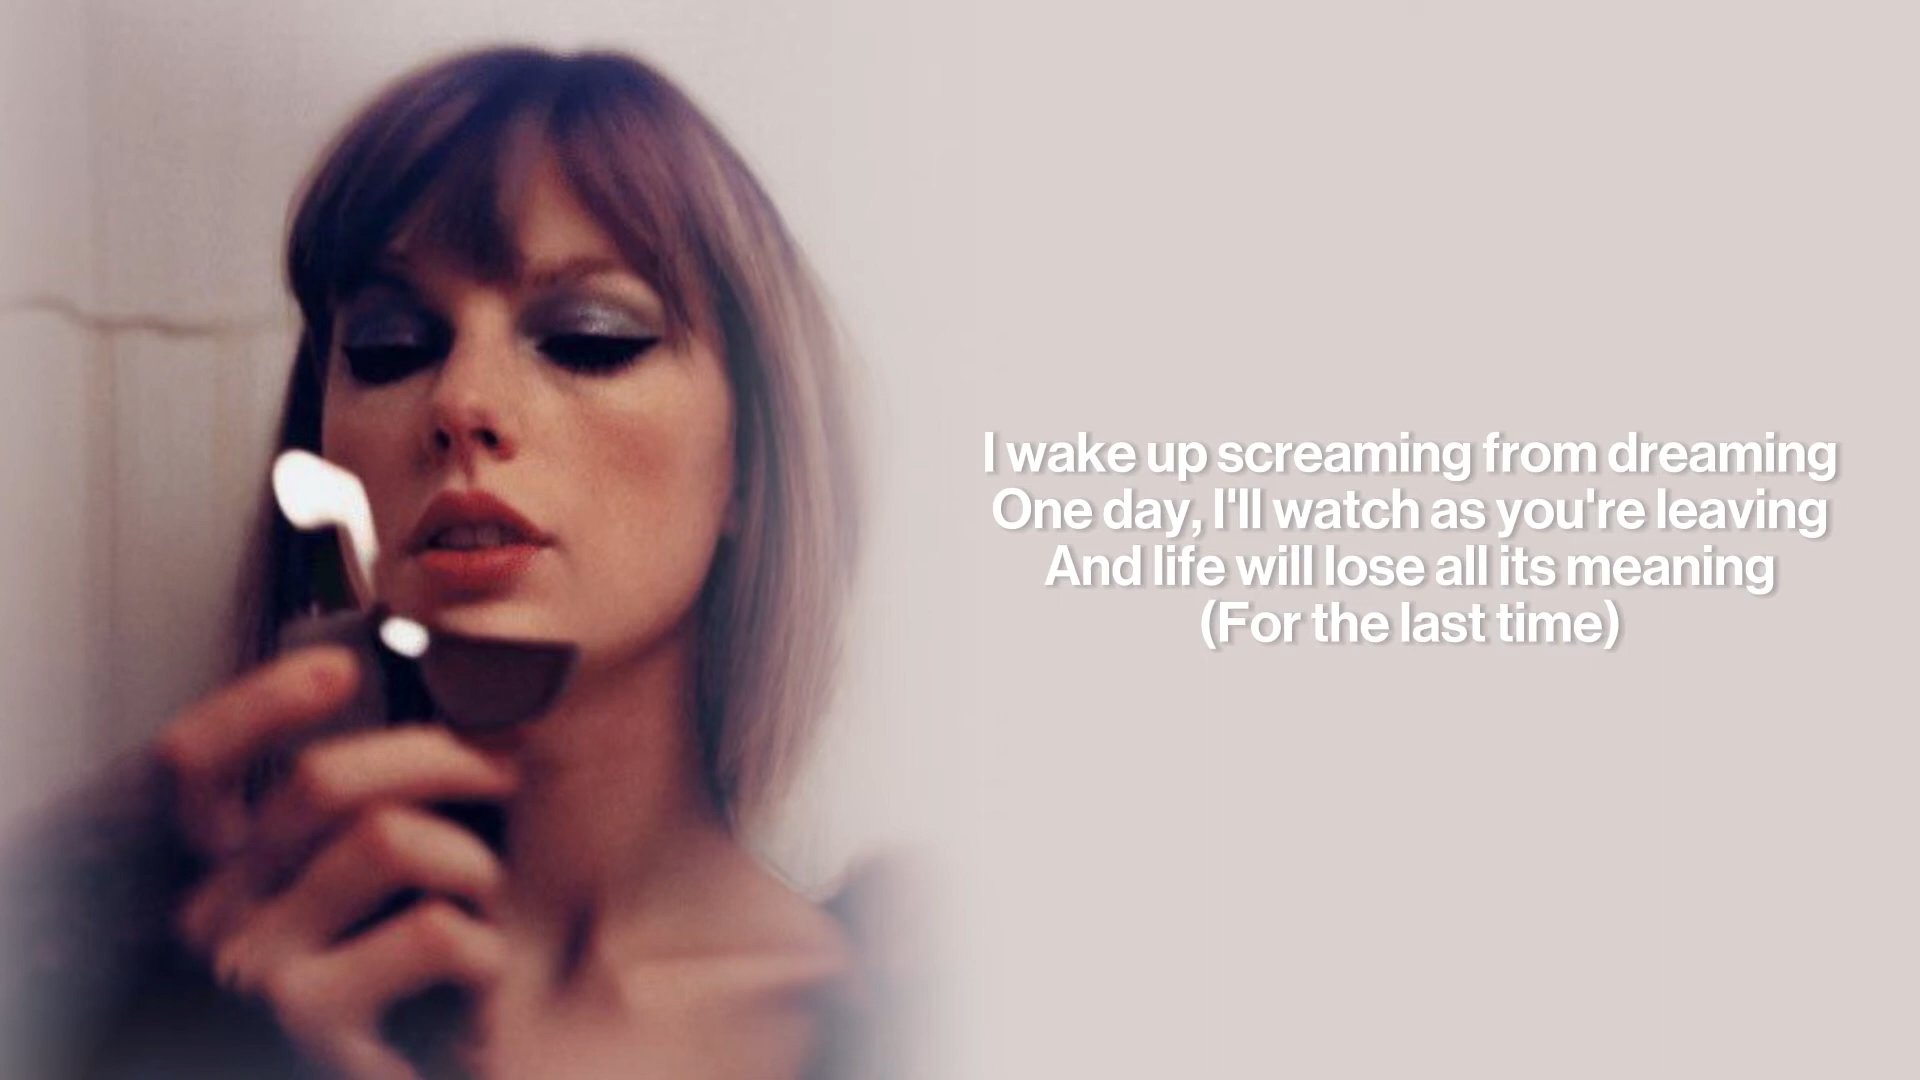 I wake up screaming from dreaming
One day, I'll watch as you're leaving
And life will lose all its meaning
(For the last time)